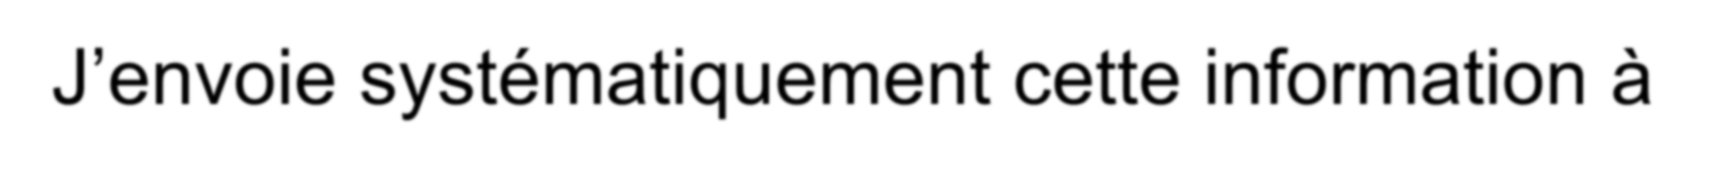 J’envoie systématiquement cette information à